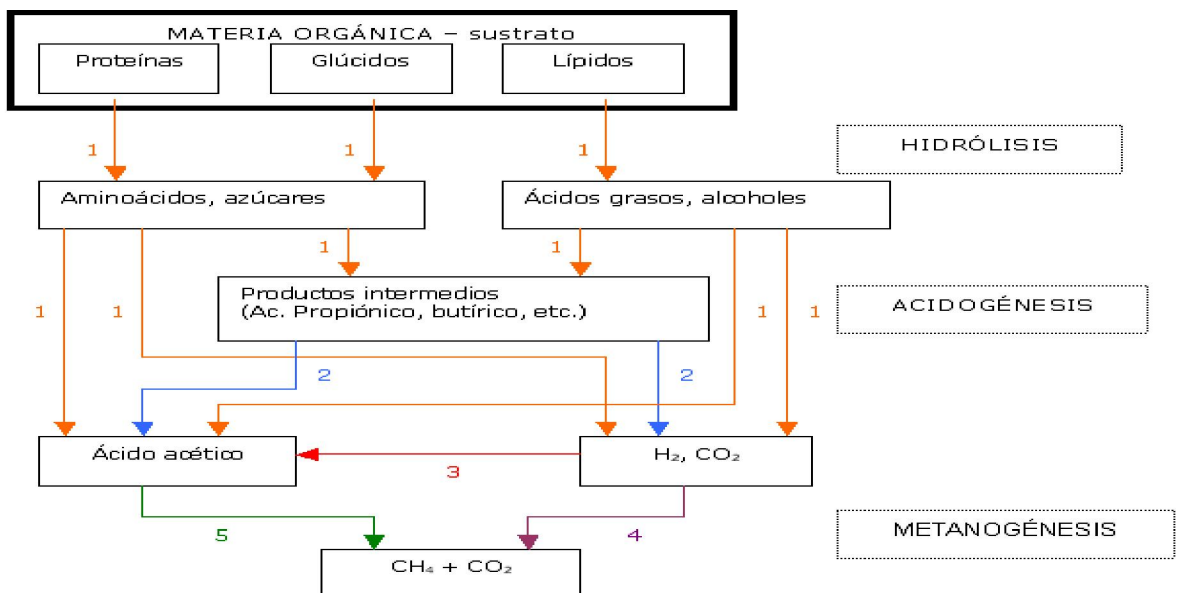 MATERIA ORGÁNICA – sustrato
Proteínas
Glúcidos
Lípidos
1
1
1
HIDRÓLISIS
Aminoácidos, azúcares
Ácidos grasos, alcoholes
1
1
Productos intermedios
(Ac. Propiónico, butírico, etc.)
1
1
1
1
ACIDOGÉNESIS
2
2
Ácido acético
H₂, CO₂
3
5
4
METANOGÉNESIS
CH₄ + CO₂